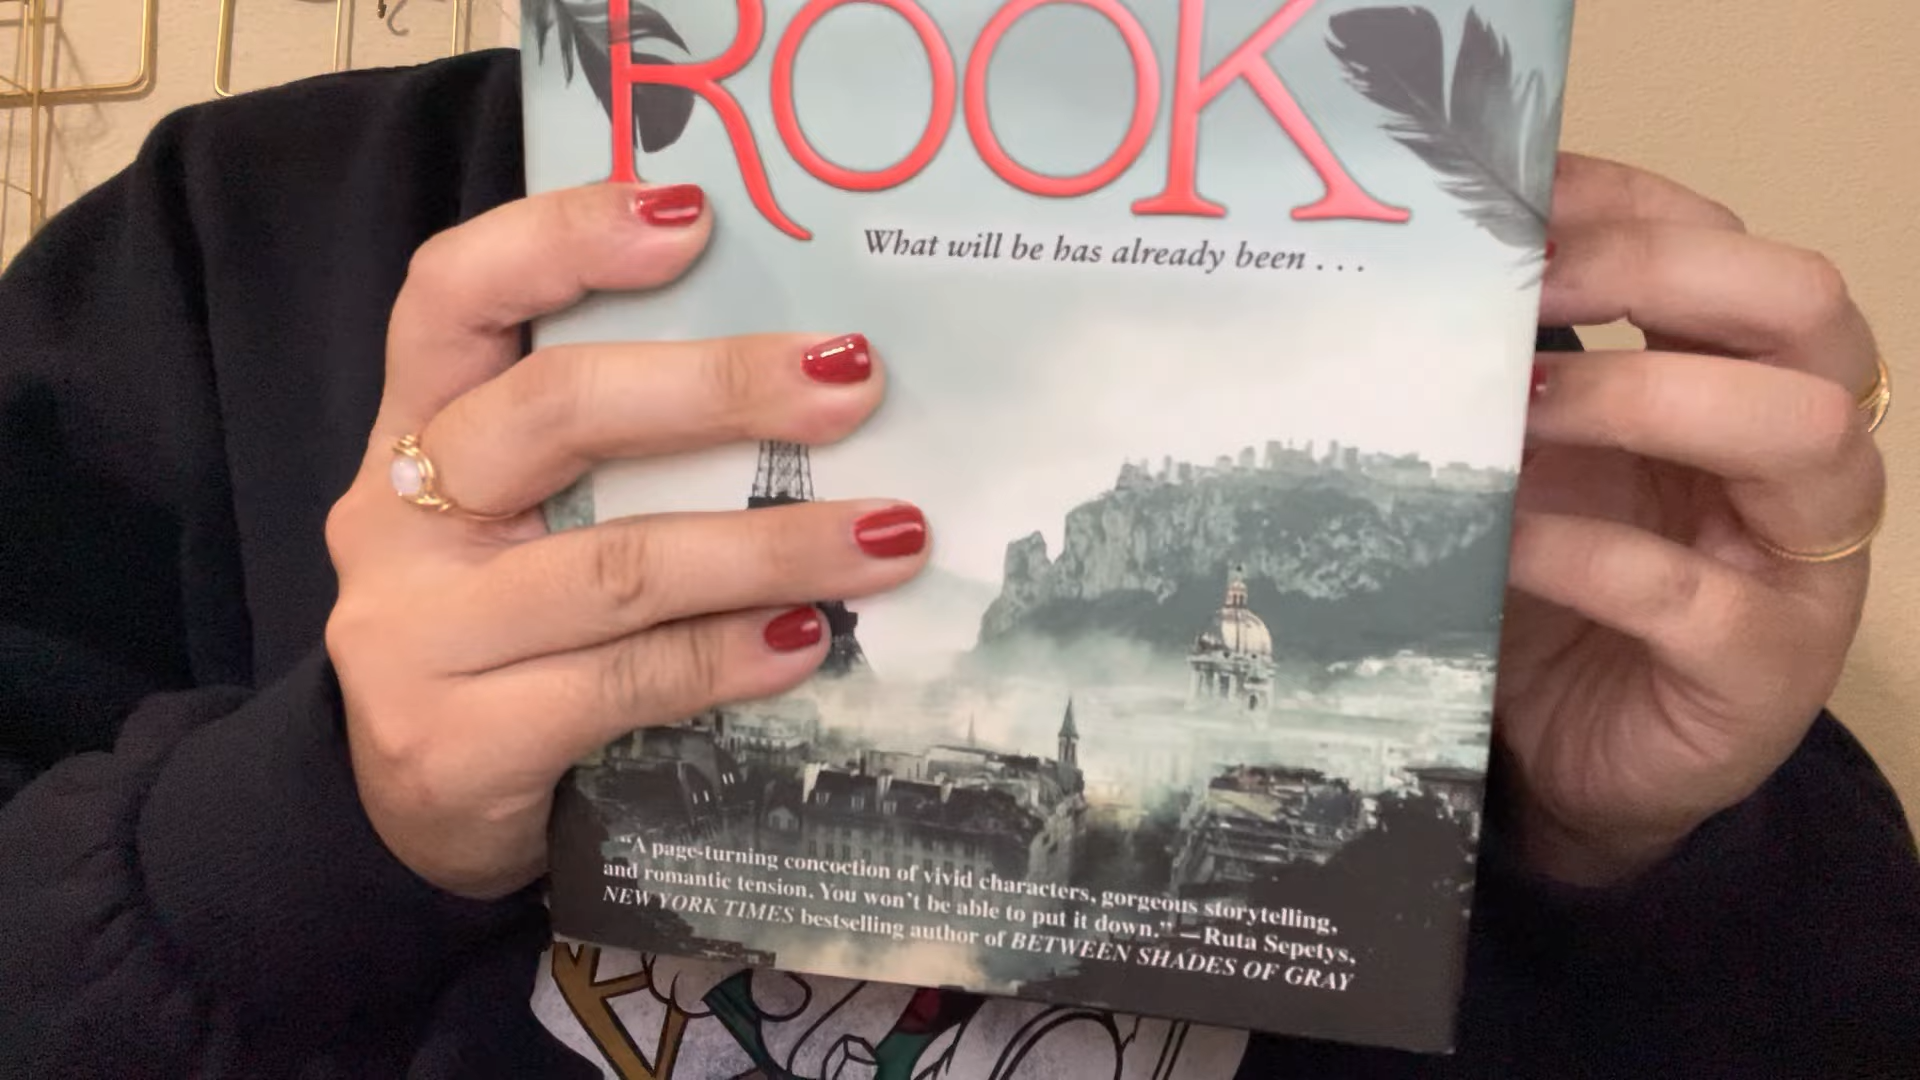 ROOK
What will be has already been . . .
“A page-turning concoction of vivid characters, gorgeous storytelling,
and romantic tension. You won’t be able to put it down.” —Ruta Sepetys,
NEW YORK TIMES bestselling author of BETWEEN SHADES OF GRAY